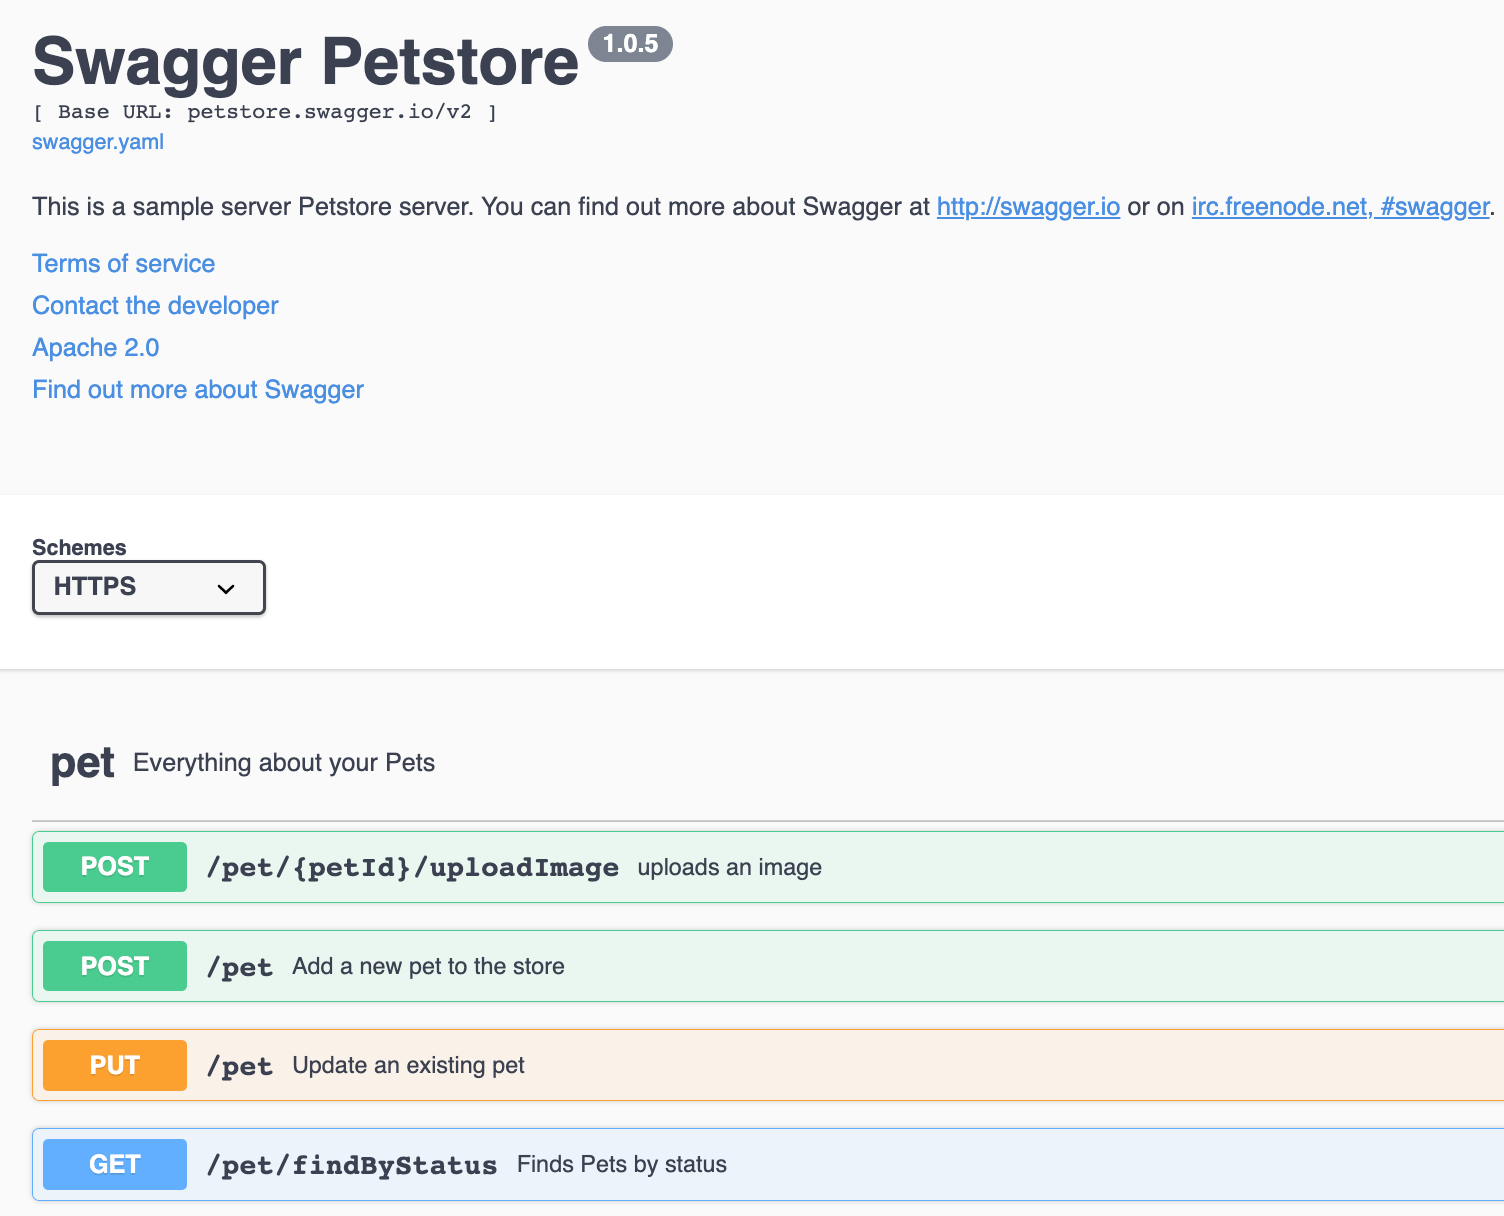 Swagger Petstore 1.0.5
[ Base URL: petstore.swagger.io/v2 ]
swagger.yaml
This is a sample server Petstore server. You can find out more about Swagger at http://swagger.io or on irc.freenode.net, #swagger.
Terms of service
Contact the developer
Apache 2.0
Find out more about Swagger
Schemes
HTTPS
pet Everything about your Pets
POST /pet/{petId}/uploadImage uploads an image
POST /pet Add a new pet to the store
PUT /pet Update an existing pet
GET /pet/findByStatus Finds Pets by status